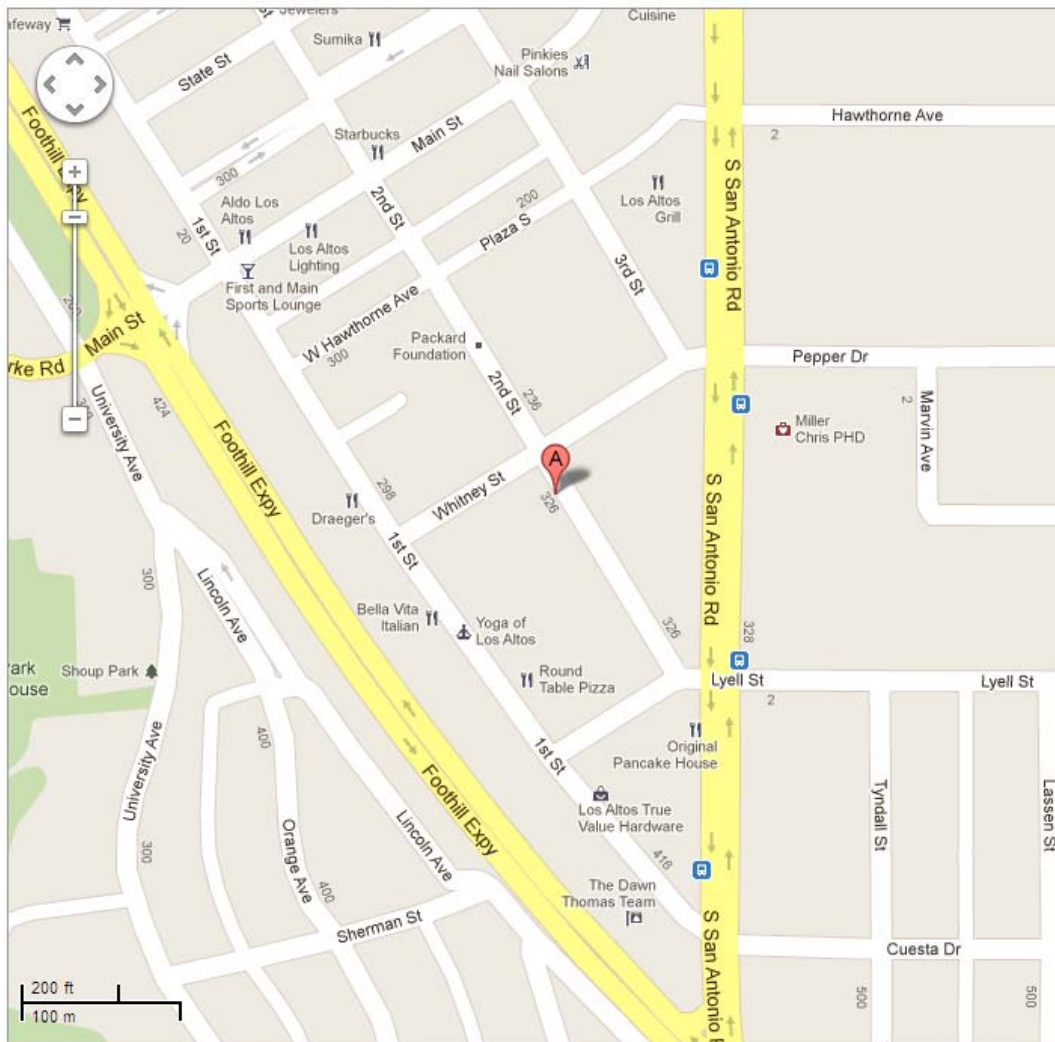 Cuisine
Jewelers
afeway
Sumika
Pinkies
Nail Salons
State St
Hawthorne Ave
2
Foothill Expy
Starbucks
Main St
300
S San Antonio Rd
Aldo Los
Altos
2nd St
200
Los Altos
Grill
1st St
20
Los Altos
Lighting
Plaza S
3rd St
First and Main
Sports Lounge
W Hawthorne Ave
300
Packard
Foundation
Main St
rke Rd
Pepper Dr
2nd St
236
424
University Ave
2
Marvin Ave
Miller
Chris PHD
Foothill Expy
A
Whitney St
326
298
Draeger's
S San Antonio Rd
1st St
300
Lincoln Ave
Bella Vita
Italian
Yoga of
Los Altos
326
328
Park
ouse
Shoup Park
Round
Table Pizza
Lyell St
Lyell St
2
University Ave
400
1st St
Original
Pancake House
Foothill Expy
Los Altos True
Value Hardware
Tyndall St
Lassen St
300
Orange Ave
Lincoln Ave
416
400
The Dawn
Thomas Team
Sherman St
S San Antonio R
Cuesta Dr
500
500
200 ft
100 m